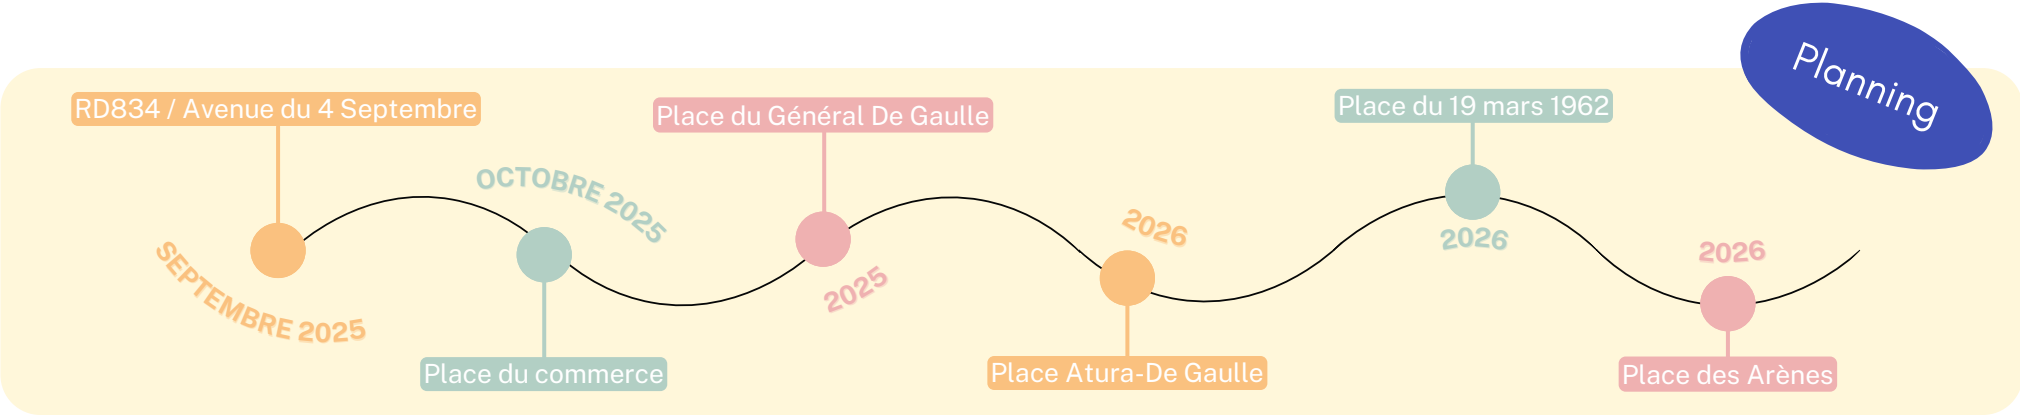 Planning
RD834 / Avenue du 4 Septembre
SEPTEMBRE 2025
OCTOBRE 2025
Place du commerce
Place du Général De Gaulle
2025
2026
Place Atura-De Gaulle
Place du 19 mars 1962
2026
2026
Place des Arènes